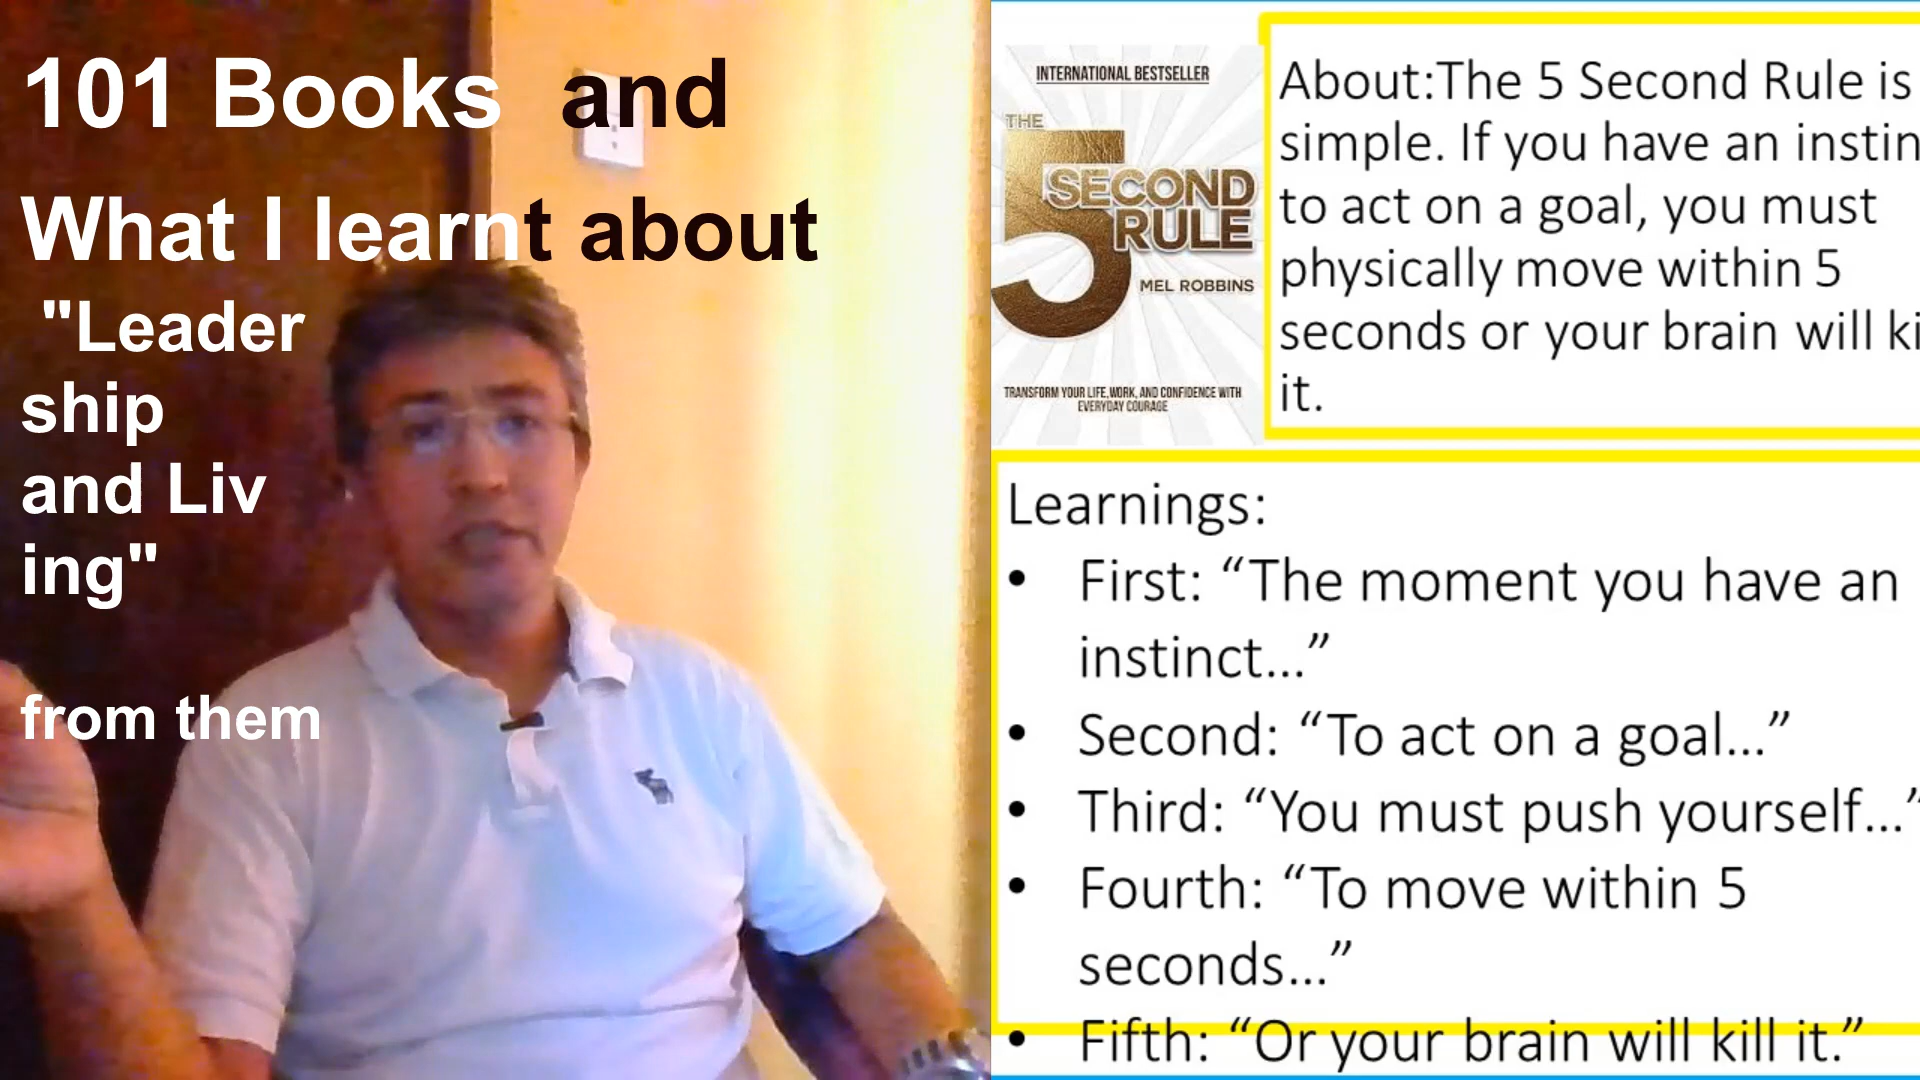 101 Books and
What I learnt about
"Leader
ship
and Liv
ing"
from them
INTERNATIONAL BESTSELLER
THE
5
SECOND
RULE
MEL ROBBINS
TRANSFORM YOUR LIFE, WORK, AND CONFIDENCE WITH
EVERYDAY COURAGE
About:The 5 Second Rule is
simple. If you have an instin
to act on a goal, you must
physically move within 5
seconds or your brain will ki
it.
Learnings:
• First: “The moment you have an
instinct...”
• Second: “To act on a goal...”
• Third: “You must push yourself...”
• Fourth: “To move within 5
seconds...”
• Fifth: “Or your brain will kill it.”